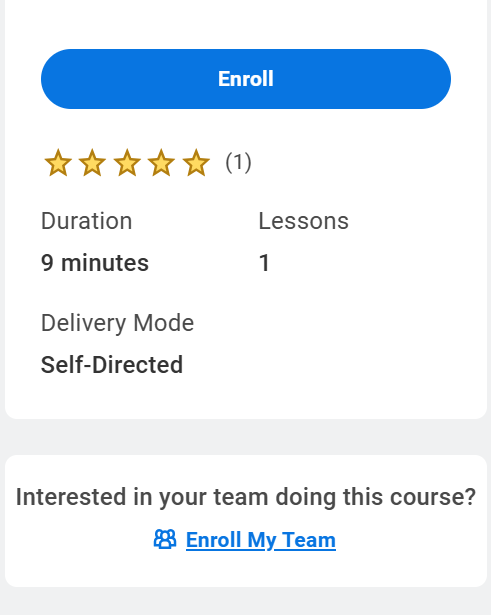 Enroll
(1)
Duration
Lessons
9 minutes
1
Delivery Mode
Self-Directed
Interested in your team doing this course?
Enroll My Team